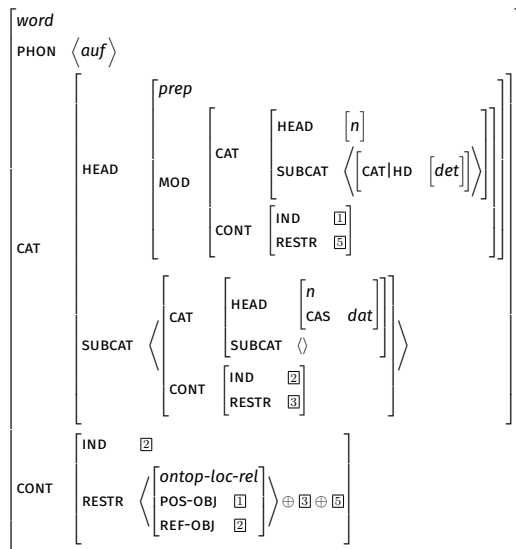 word
PHON ⟨auf⟩
prep
HEAD [n]
CAT
SUBCAT ⟨[CAT|HD [det]]⟩
HEAD
MOD
IND 1
CONT
RESTR 5
CAT
n
HEAD
CAS dat
CAT
SUBCAT ⟨⟩
SUBCAT
IND 2
CONT
RESTR 3
IND 2
ontop-loc-rel
CONT
RESTR ⟨[POS-OBJ 1]⟩ ⊕ 3 ⊕ 5
REF-OBJ 2